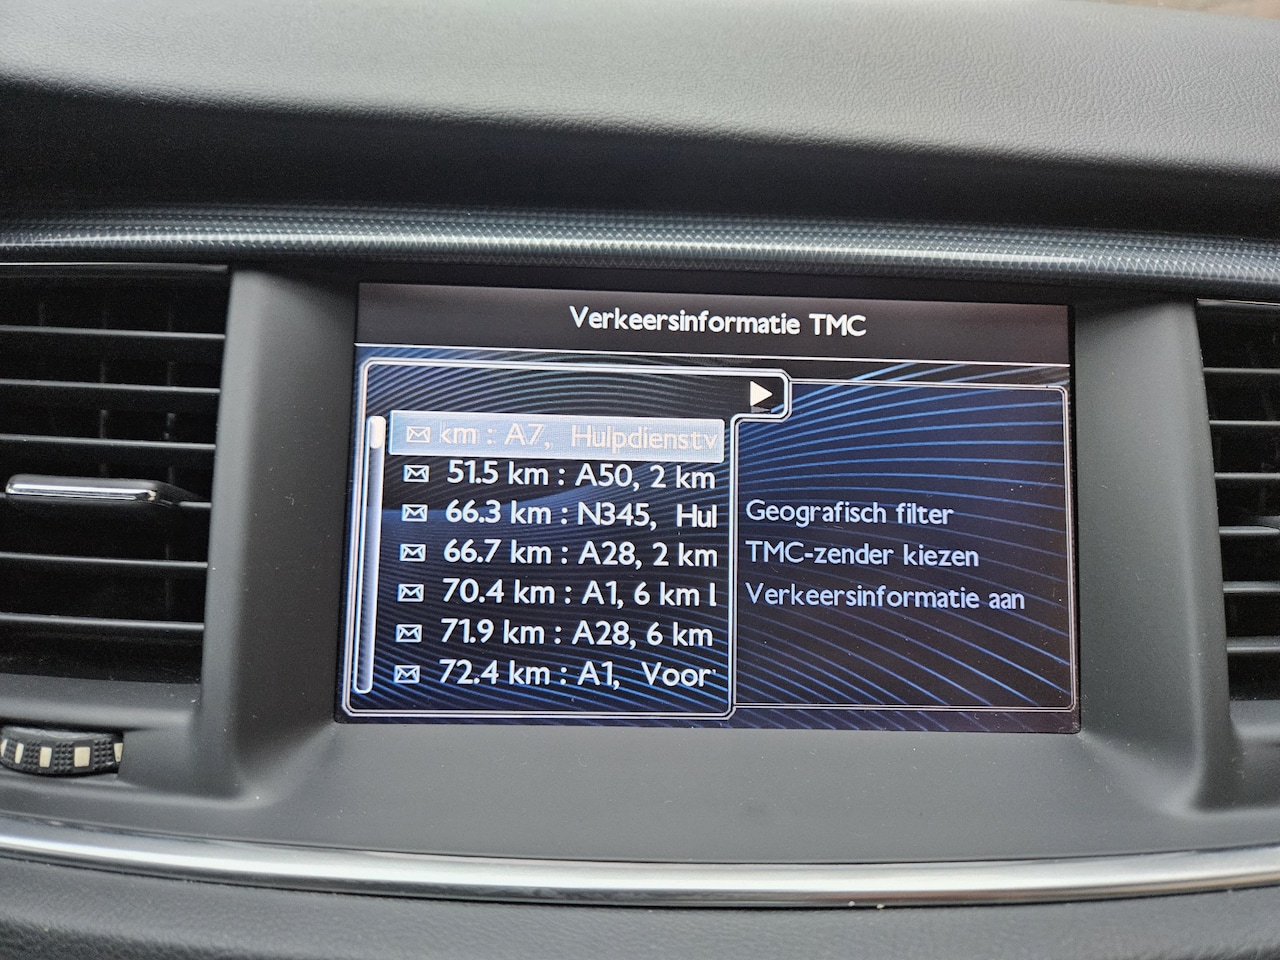 Verkeersinformatie TMC
km : A7, Hulpdienstv
51.5 km : A50, 2 km
66.3 km : N345, Hul
66.7 km : A28, 2 km
70.4 km : A1, 6 km l
71.9 km : A28, 6 km
72.4 km : A1, Voor
Geografisch filter
TMC-zender kiezen
Verkeersinformatie aan